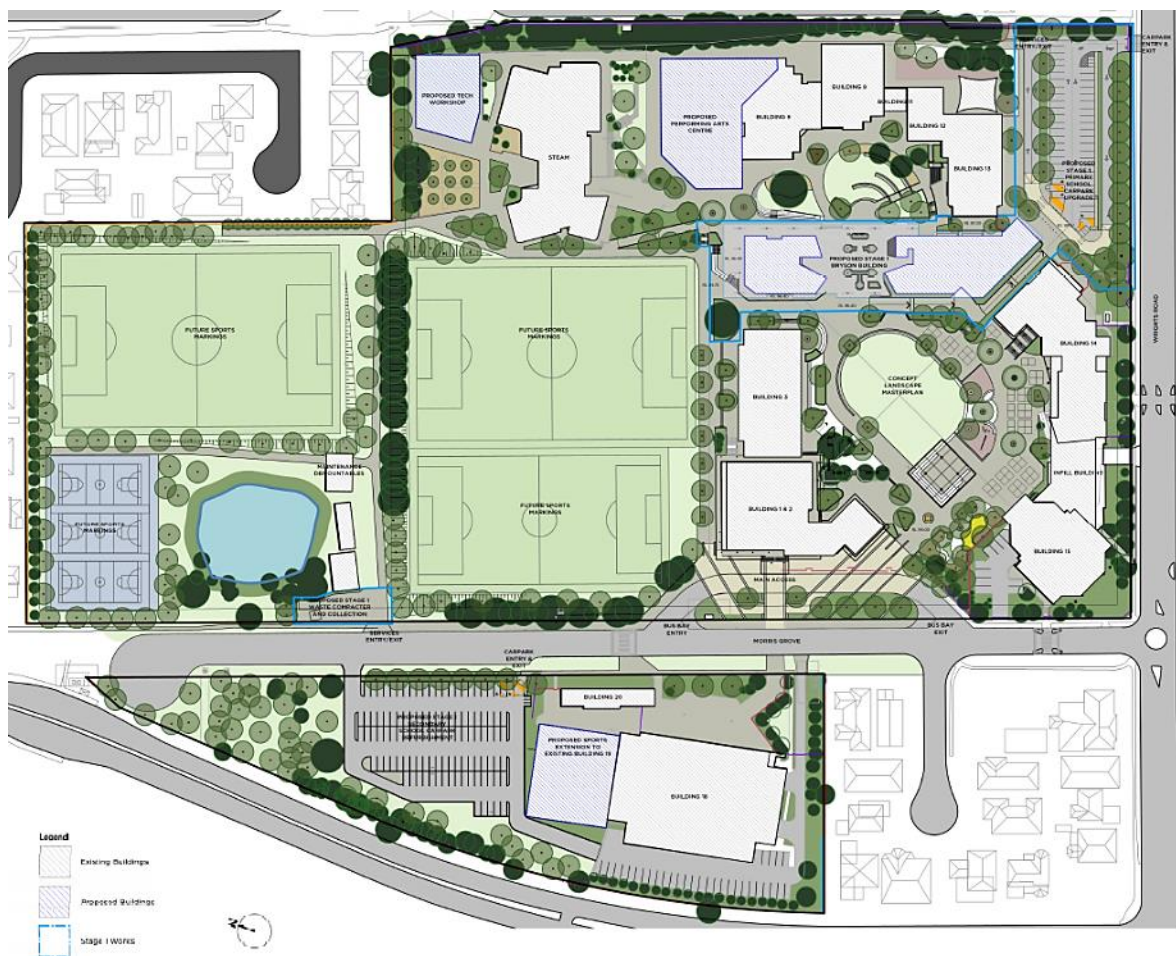 CARPARK
ENTRY &
EXIT
ENTRY/EXIT
PROPOSED TECH
WORKSHOP
STEAM
PROPOSED
PERFORMING ARTS
CENTRE
BUILDING 9
BUILDING 12
BUILDING 13
PROPOSED
STAGE 1
PRIMARY
SCHOOL
CARPARK
UPGRADE
PROPOSED STAGE 1
BRYSON BUILDING
WRIGHTS ROAD
FUTURE SPORTS
MARKINGS
FUTURE SPORTS
MARKINGS
BUILDING 14
CONCEPT
LANDSCAPE
MASTERPLAN
BUILDING 3
MAINTENANCE
DEMOUNTABLES
INFILL BUILDING
FUTURE SPORTS
MARKINGS
FUTURE SPORTS
MARKINGS
BUILDING 1 & 2
BUILDING 15
MAIN ACCESS
PROPOSED STAGE 1
WASTE COMPACTER
AND COLLECTION
SERVICES
ENTRY/EXIT
BUS BAY
ENTRY
MORRIS GROVE
BUS BAY
EXIT
CARPARK
ENTRY &
EXIT
BUILDING 20
PROPOSED SPORTS
EXTENSION TO
EXISTING BUILDING
Legend
Existing Buildings
Proposed Buildings
Stage 1 Works
N